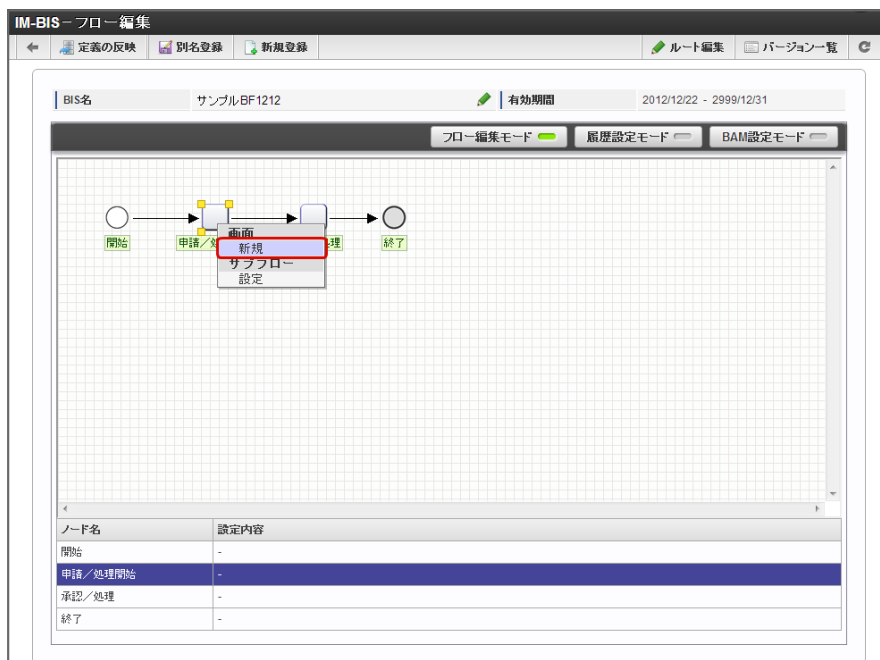 IM-BIS－フロー編集
定義の反映 別名登録 新規登録 ルート編集 バージョン一覧
BIS名 サンプルBF1212 有効期間 2012/12/22 - 2999/12/31
フロー編集モード 履歴設定モード BAM設定モード
開始 申請／処 理 終了
画面
新規
サブフロー
設定
ノード名 設定内容
開始 -
申請／処理開始 -
承認／処理 -
終了 -